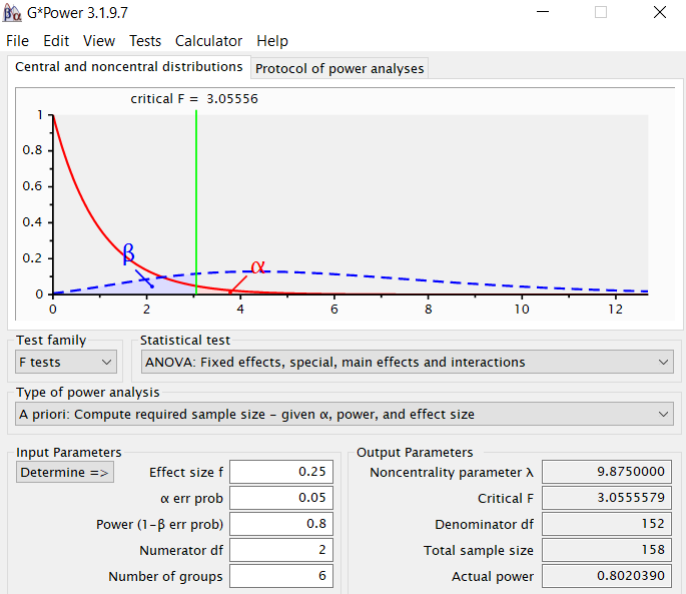 G*Power 3.1.9.7
File Edit View Tests Calculator Help
Central and noncentral distributions Protocol of power analyses
critical F = 3.05556
1
0.8
0.6
0.4
0.2
0
β
α
0 2 4 6 8 10 12
Test family Statistical test
F tests ANOVA: Fixed effects, special, main effects and interactions
Type of power analysis
A priori: Compute required sample size - given α, power, and effect size
Input Parameters Output Parameters
Determine => Effect size f 0.25 Noncentrality parameter λ 9.8750000
α err prob 0.05 Critical F 3.0555579
Power (1-β err prob) 0.8 Denominator df 152
Numerator df 2 Total sample size 158
Number of groups 6 Actual power 0.8020390